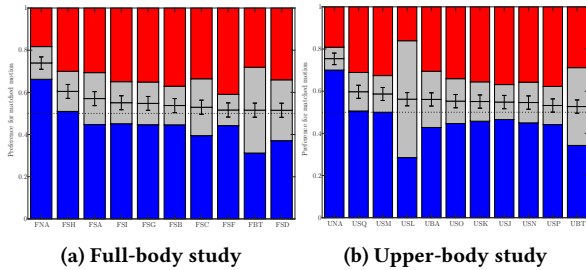 Preference for matched motion
1
0.8
0.6
0.4
0.2
0
FNA FSH FSA FSI FSG FSB FSC FSF FBT FSD
(a) Full-body study
Preference for matched motion
1
0.8
0.6
0.4
0.2
0
UNA USQ USM USL UBA USO USK USJ USN USP UBT
(b) Upper-body study